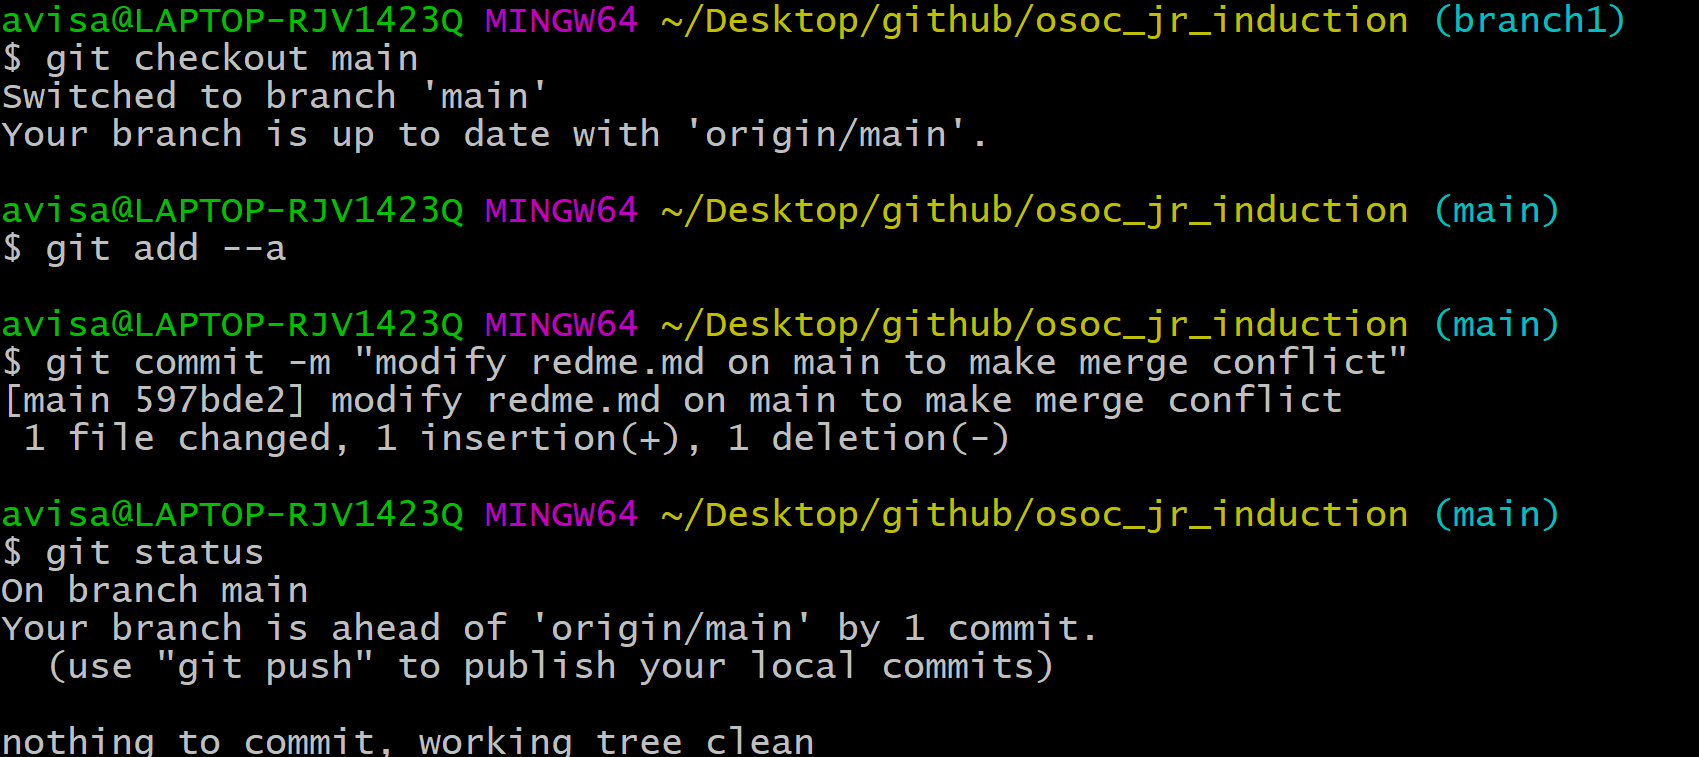 avisa@LAPTOP-RJV1423Q MINGW64 ~/Desktop/github/osoc_jr_induction (branch1)
$ git checkout main
Switched to branch 'main'
Your branch is up to date with 'origin/main'.
avisa@LAPTOP-RJV1423Q MINGW64 ~/Desktop/github/osoc_jr_induction (main)
$ git add --a
avisa@LAPTOP-RJV1423Q MINGW64 ~/Desktop/github/osoc_jr_induction (main)
$ git commit -m "modify redme.md on main to make merge conflict"
[main 597bde2] modify redme.md on main to make merge conflict
 1 file changed, 1 insertion(+), 1 deletion(-)
avisa@LAPTOP-RJV1423Q MINGW64 ~/Desktop/github/osoc_jr_induction (main)
$ git status
On branch main
Your branch is ahead of 'origin/main' by 1 commit.
  (use "git push" to publish your local commits)
nothing to commit, working tree clean